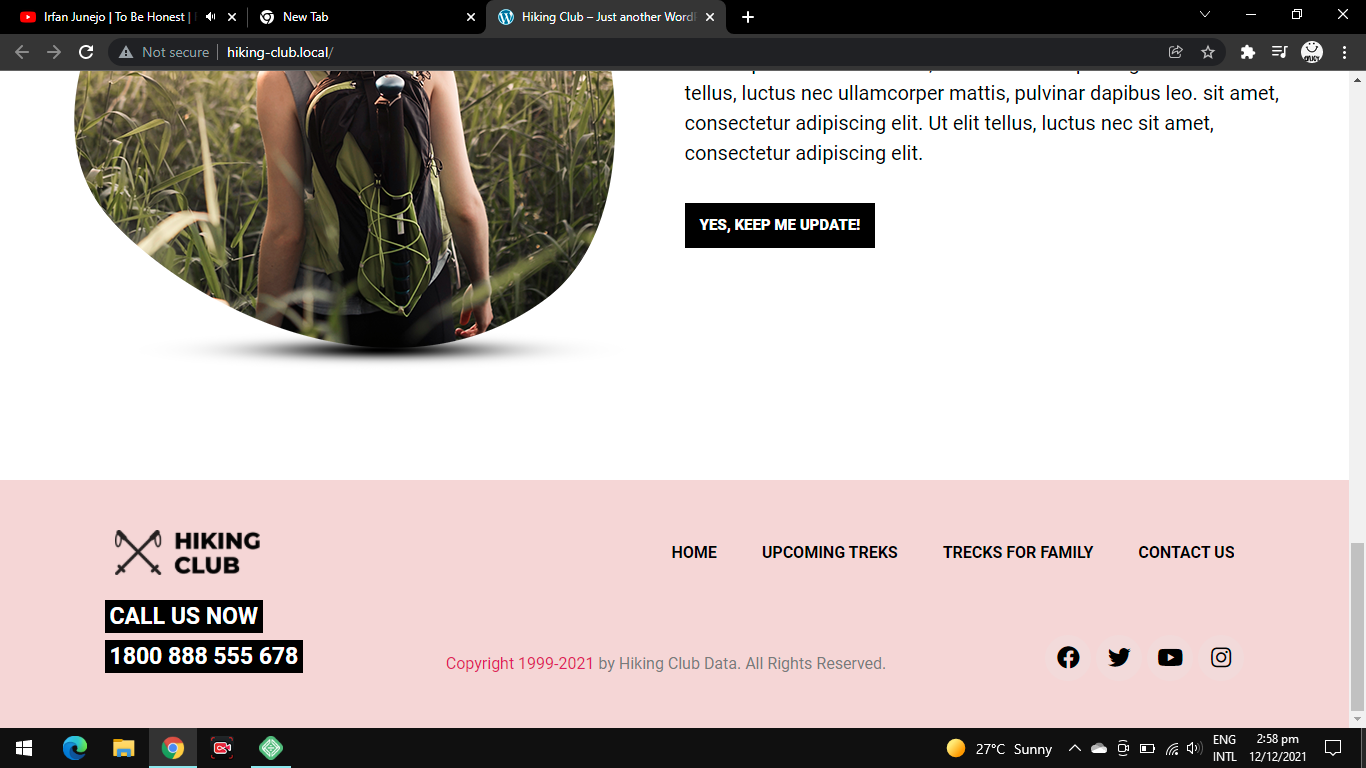 Irfan Junejo | To Be Honest |
New Tab
Hiking Club – Just another Word
Not secure
hiking-club.local/
tellus, luctus nec ullamcorper mattis, pulvinar dapibus leo. sit amet,
consectetur adipiscing elit. Ut elit tellus, luctus nec sit amet,
consectetur adipiscing elit.
YES, KEEP ME UPDATE!
HIKING
CLUB
HOME
UPCOMING TREKS
TRECKS FOR FAMILY
CONTACT US
CALL US NOW
1800 888 555 678
Copyright 1999-2021 by Hiking Club Data. All Rights Reserved.
27°C Sunny
ENG
INTL
2:58 pm
12/12/2021